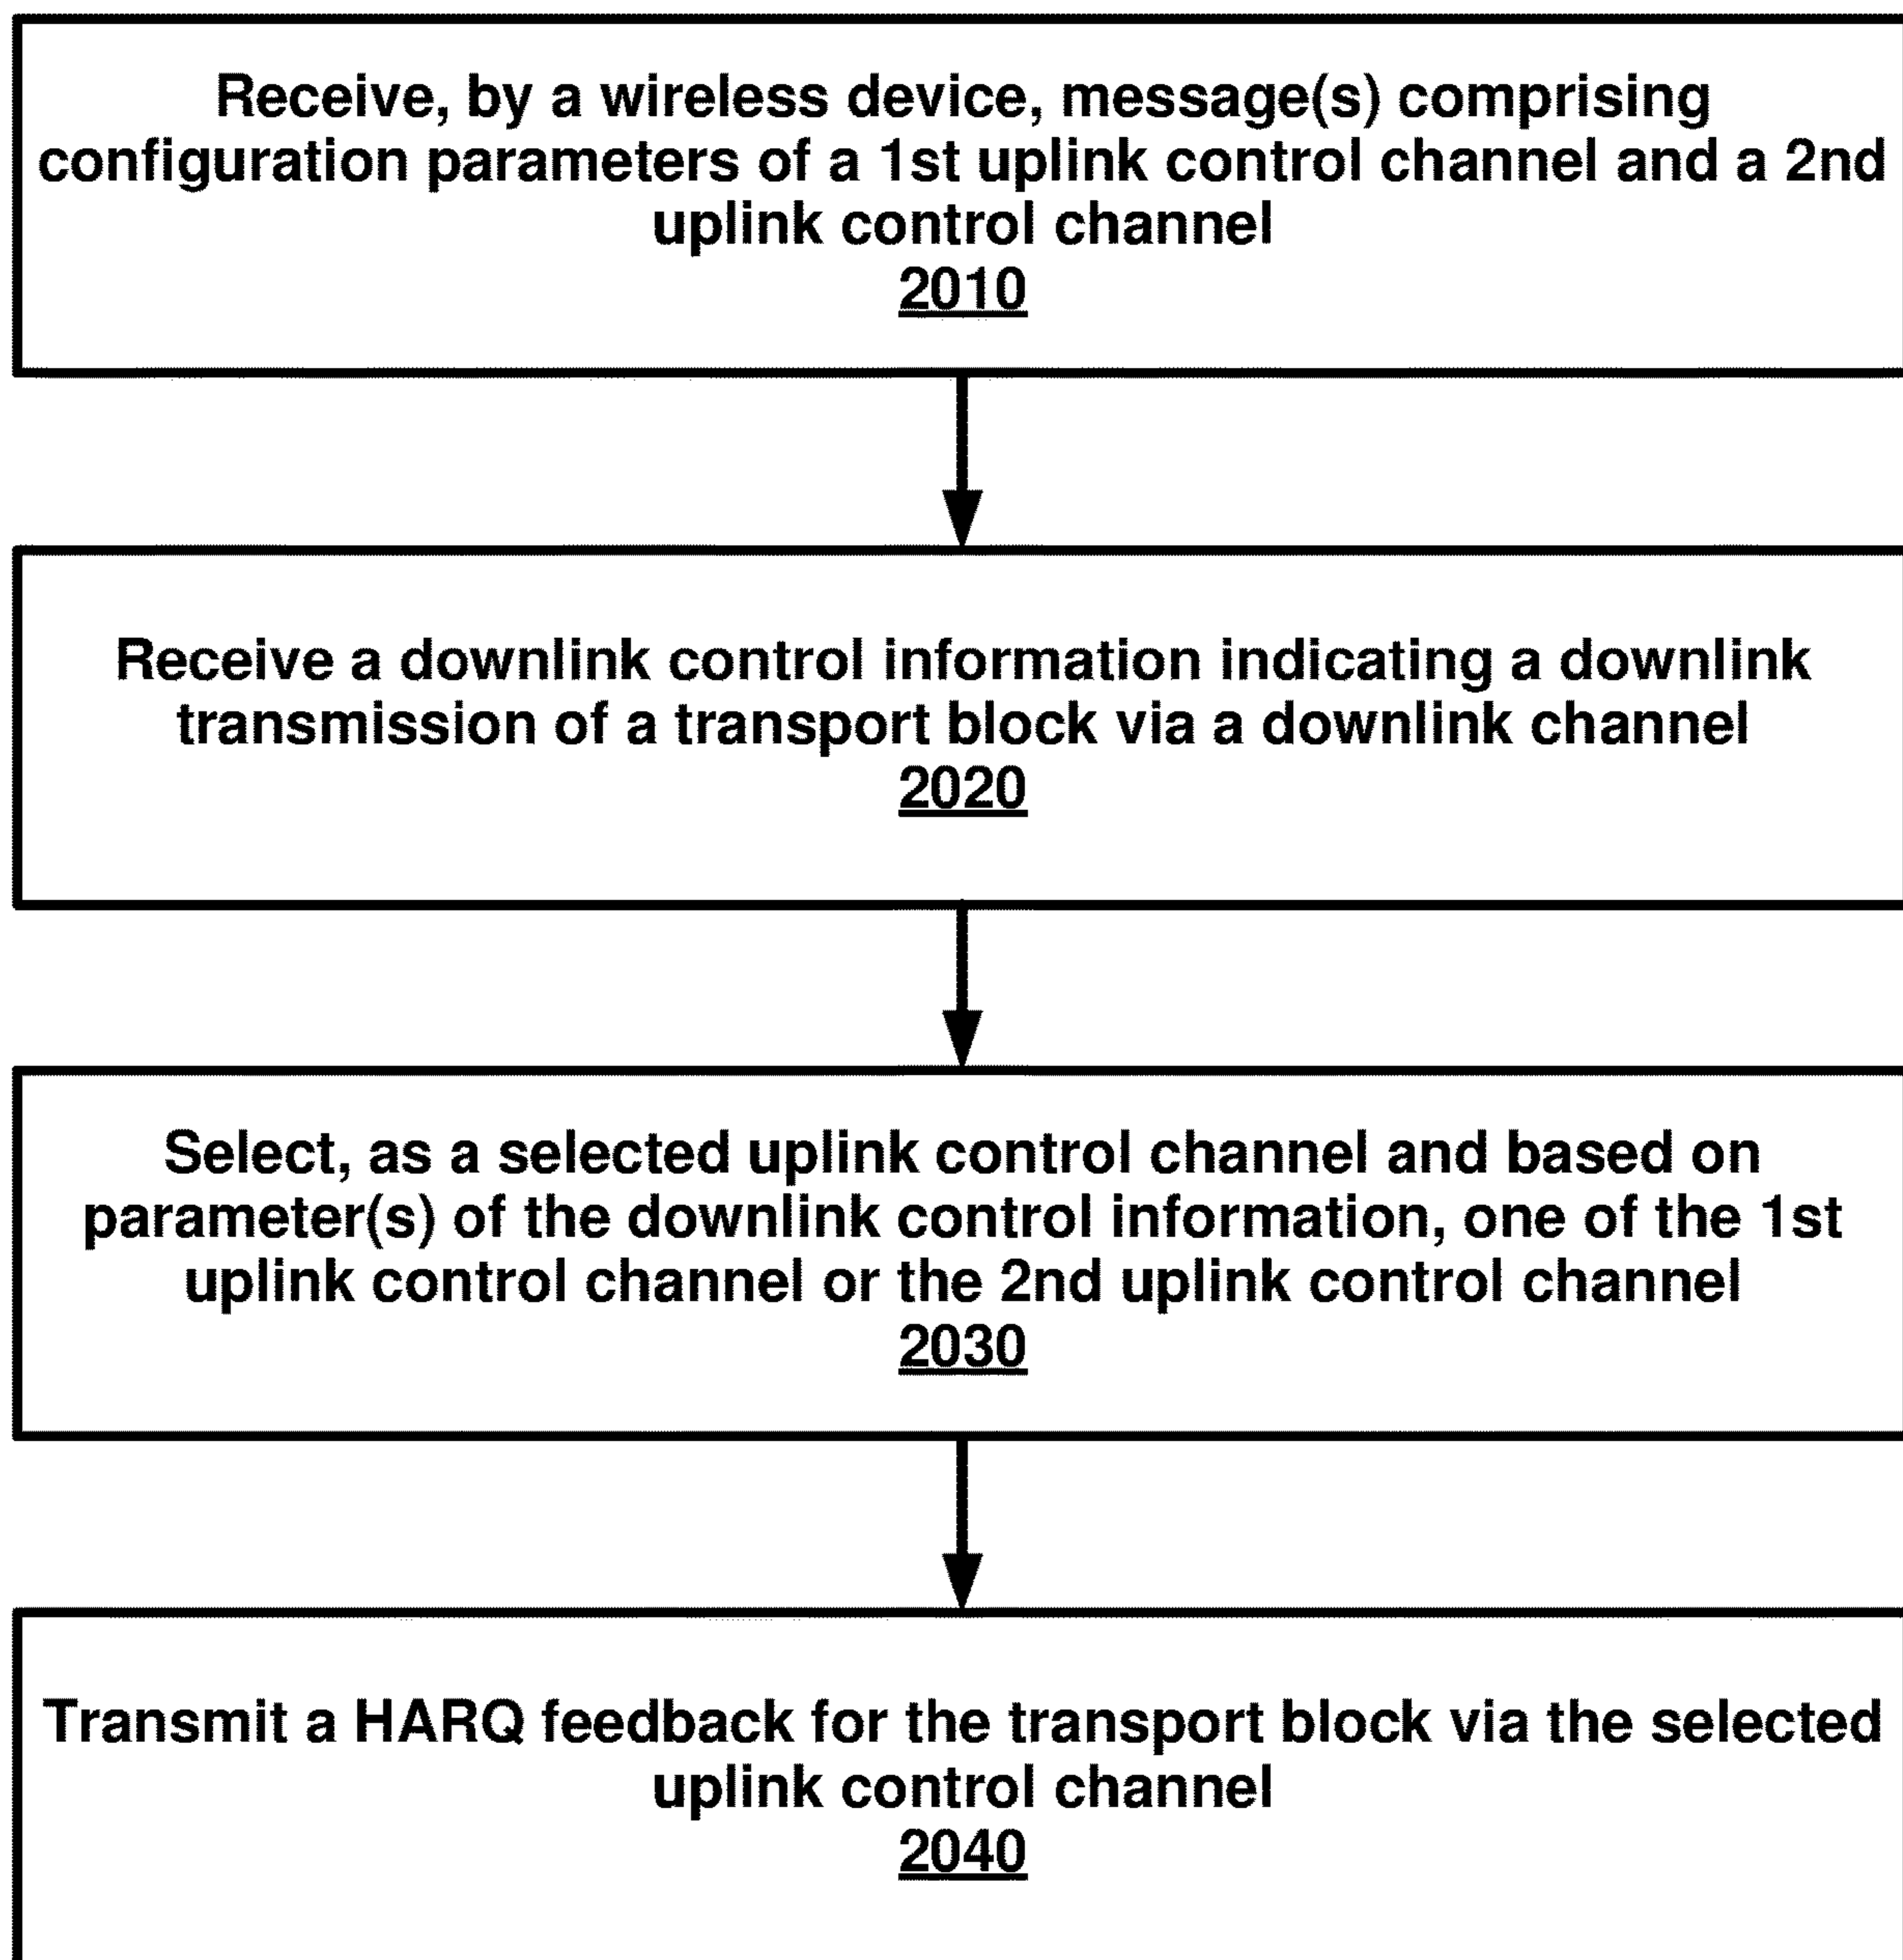 Receive, by a wireless device, message(s) comprising
configuration parameters of a 1st uplink control channel and a 2nd
uplink control channel
2010
Receive a downlink control information indicating a downlink
transmission of a transport block via a downlink channel
2020
Select, as a selected uplink control channel and based on
parameter(s) of the downlink control information, one of the 1st
uplink control channel or the 2nd uplink control channel
2030
Transmit a HARQ feedback for the transport block via the selected
uplink control channel
2040